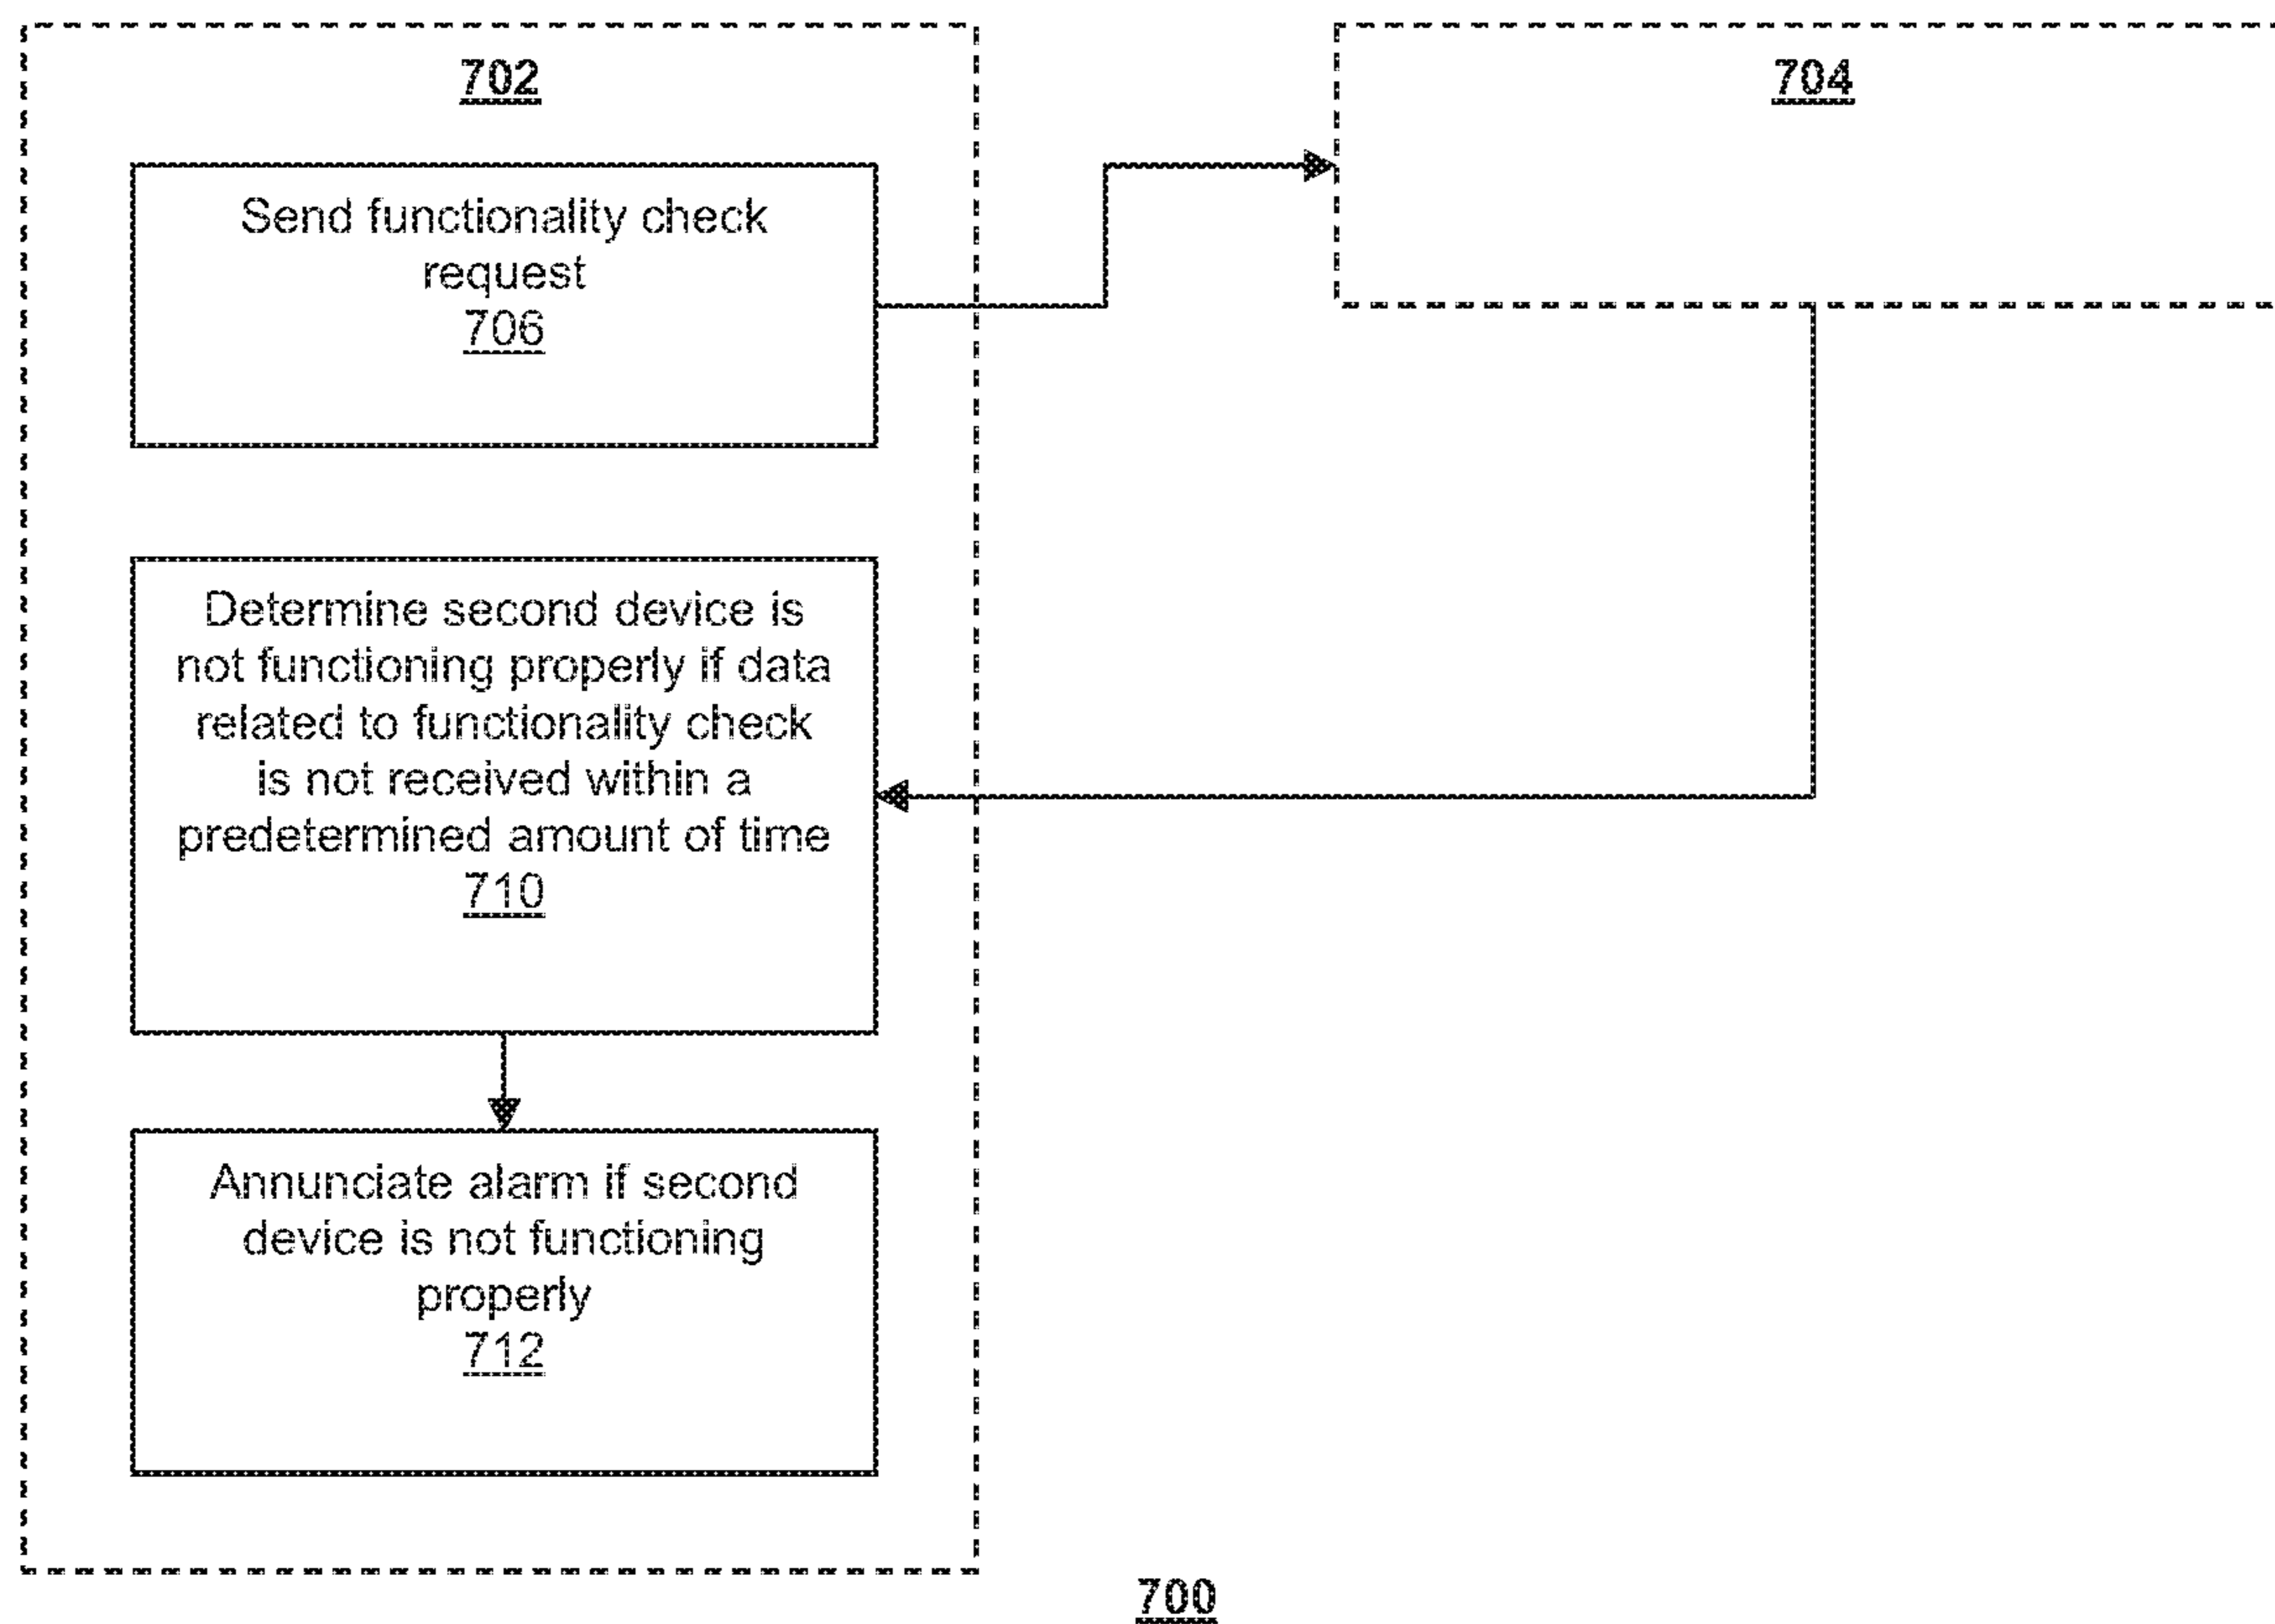 702
704
Send functionality check
request
706
Determine second device is
not functioning properly if data
related to functionality check
is not received within a
predetermined amount of time
710
Annunciate alarm if second
device is not functioning
properly
712
700